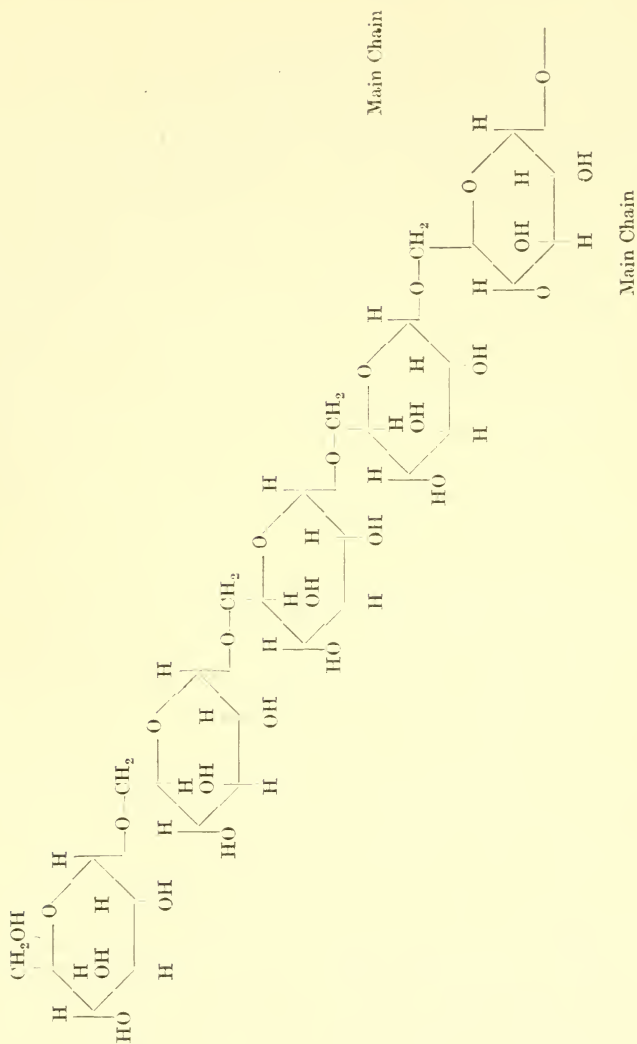 CH₂OH
H O H
H
OH H
HO O—CH₂
H OH H O H
H
OH H
HO O—CH₂
H OH H O H
H
OH H
HO O—CH₂
H OH H O H Main Chain
H
OH H O—CH₂
HO
H OH H O H
OH H
O O
H OH
Main Chain